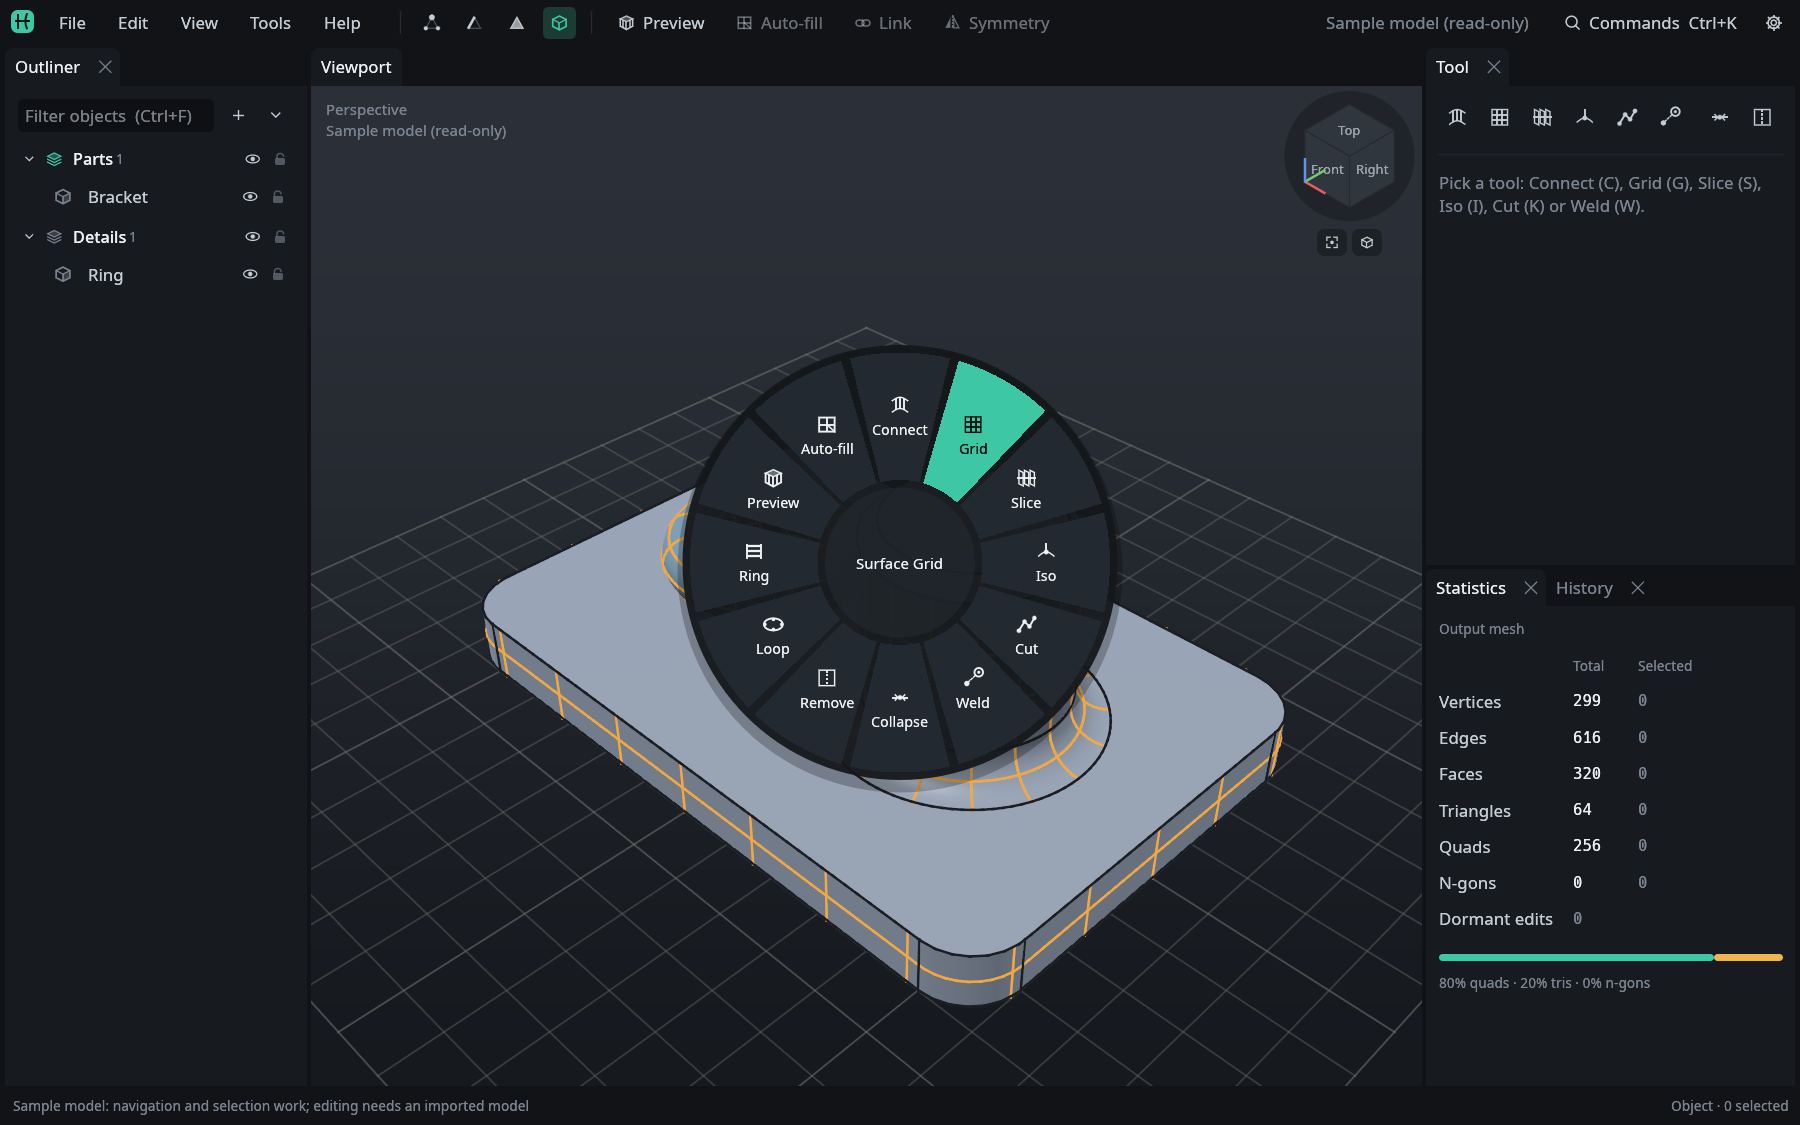 File Edit View Tools Help Preview Auto-fill Link Symmetry Sample model (read-only) Commands Ctrl+K
Outliner
Filter objects (Ctrl+F)
Parts 1
Bracket
Details 1
Ring
Viewport
Perspective
Sample model (read-only)
Top
Front Right
Connect
Grid
Slice
Iso
Cut
Weld
Collapse
Remove
Loop
Ring
Preview
Auto-fill
Surface Grid
Tool
Pick a tool: Connect (C), Grid (G), Slice (S),
Iso (I), Cut (K) or Weld (W).
Statistics History
Output mesh
Total Selected
Vertices 299 0
Edges 616 0
Faces 320 0
Triangles 64 0
Quads 256 0
N-gons 0 0
Dormant edits 0
80% quads · 20% tris · 0% n-gons
Sample model: navigation and selection work; editing needs an imported model
Object · 0 selected